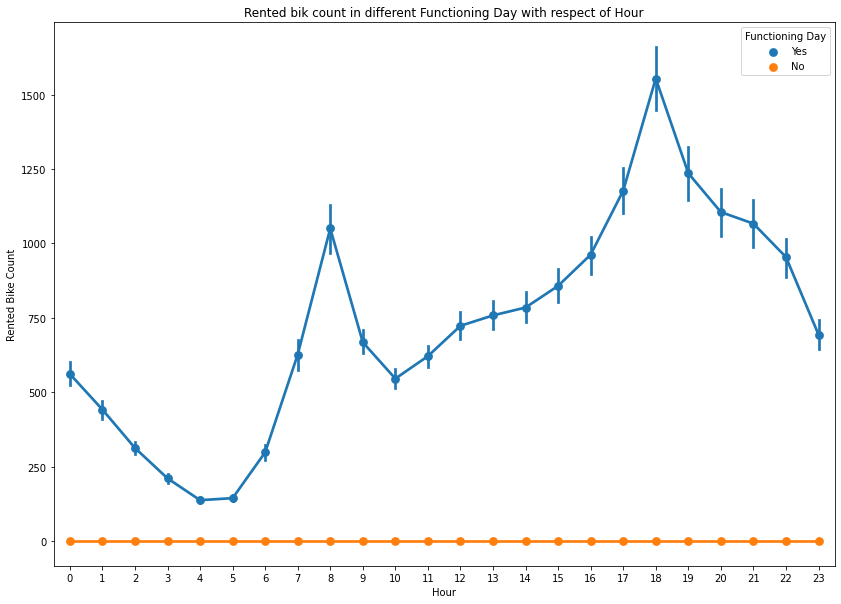 Rented bik count in different Functioning Day with respect of Hour
Functioning Day
Yes
No
1500
1250
1000
750
500
250
0
Rented Bike Count
0 1 2 3 4 5 6 7 8 9 10 11 12 13 14 15 16 17 18 19 20 21 22 23
Hour